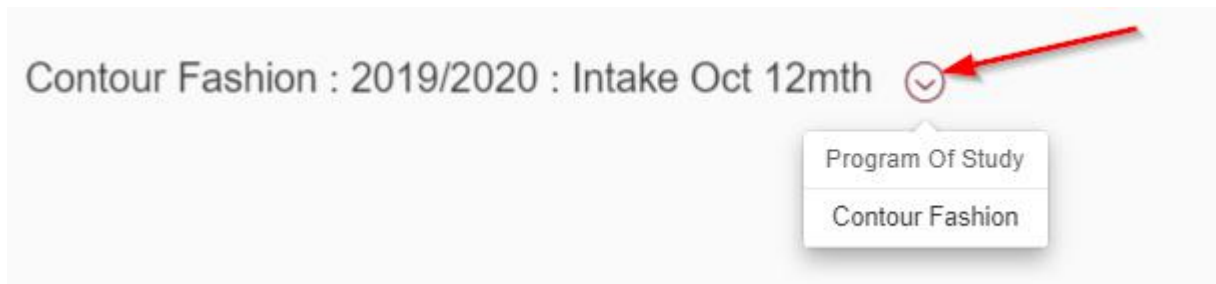 Contour Fashion : 2019/2020 : Intake Oct 12mth
Program Of Study
Contour Fashion